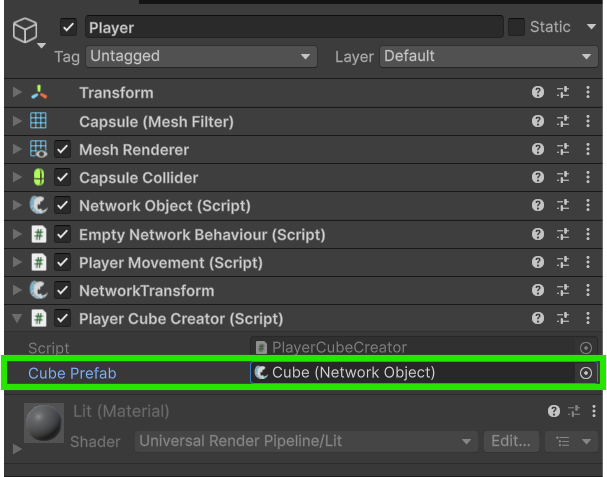 Player Static
Tag Untagged Layer Default
Transform
Capsule (Mesh Filter)
Mesh Renderer
Capsule Collider
Network Object (Script)
# Empty Network Behaviour (Script)
# Player Movement (Script)
NetworkTransform
# Player Cube Creator (Script)
Script # PlayerCubeCreator
Cube Prefab Cube (Network Object)
Lit (Material)
Shader Universal Render Pipeline/Lit Edit...